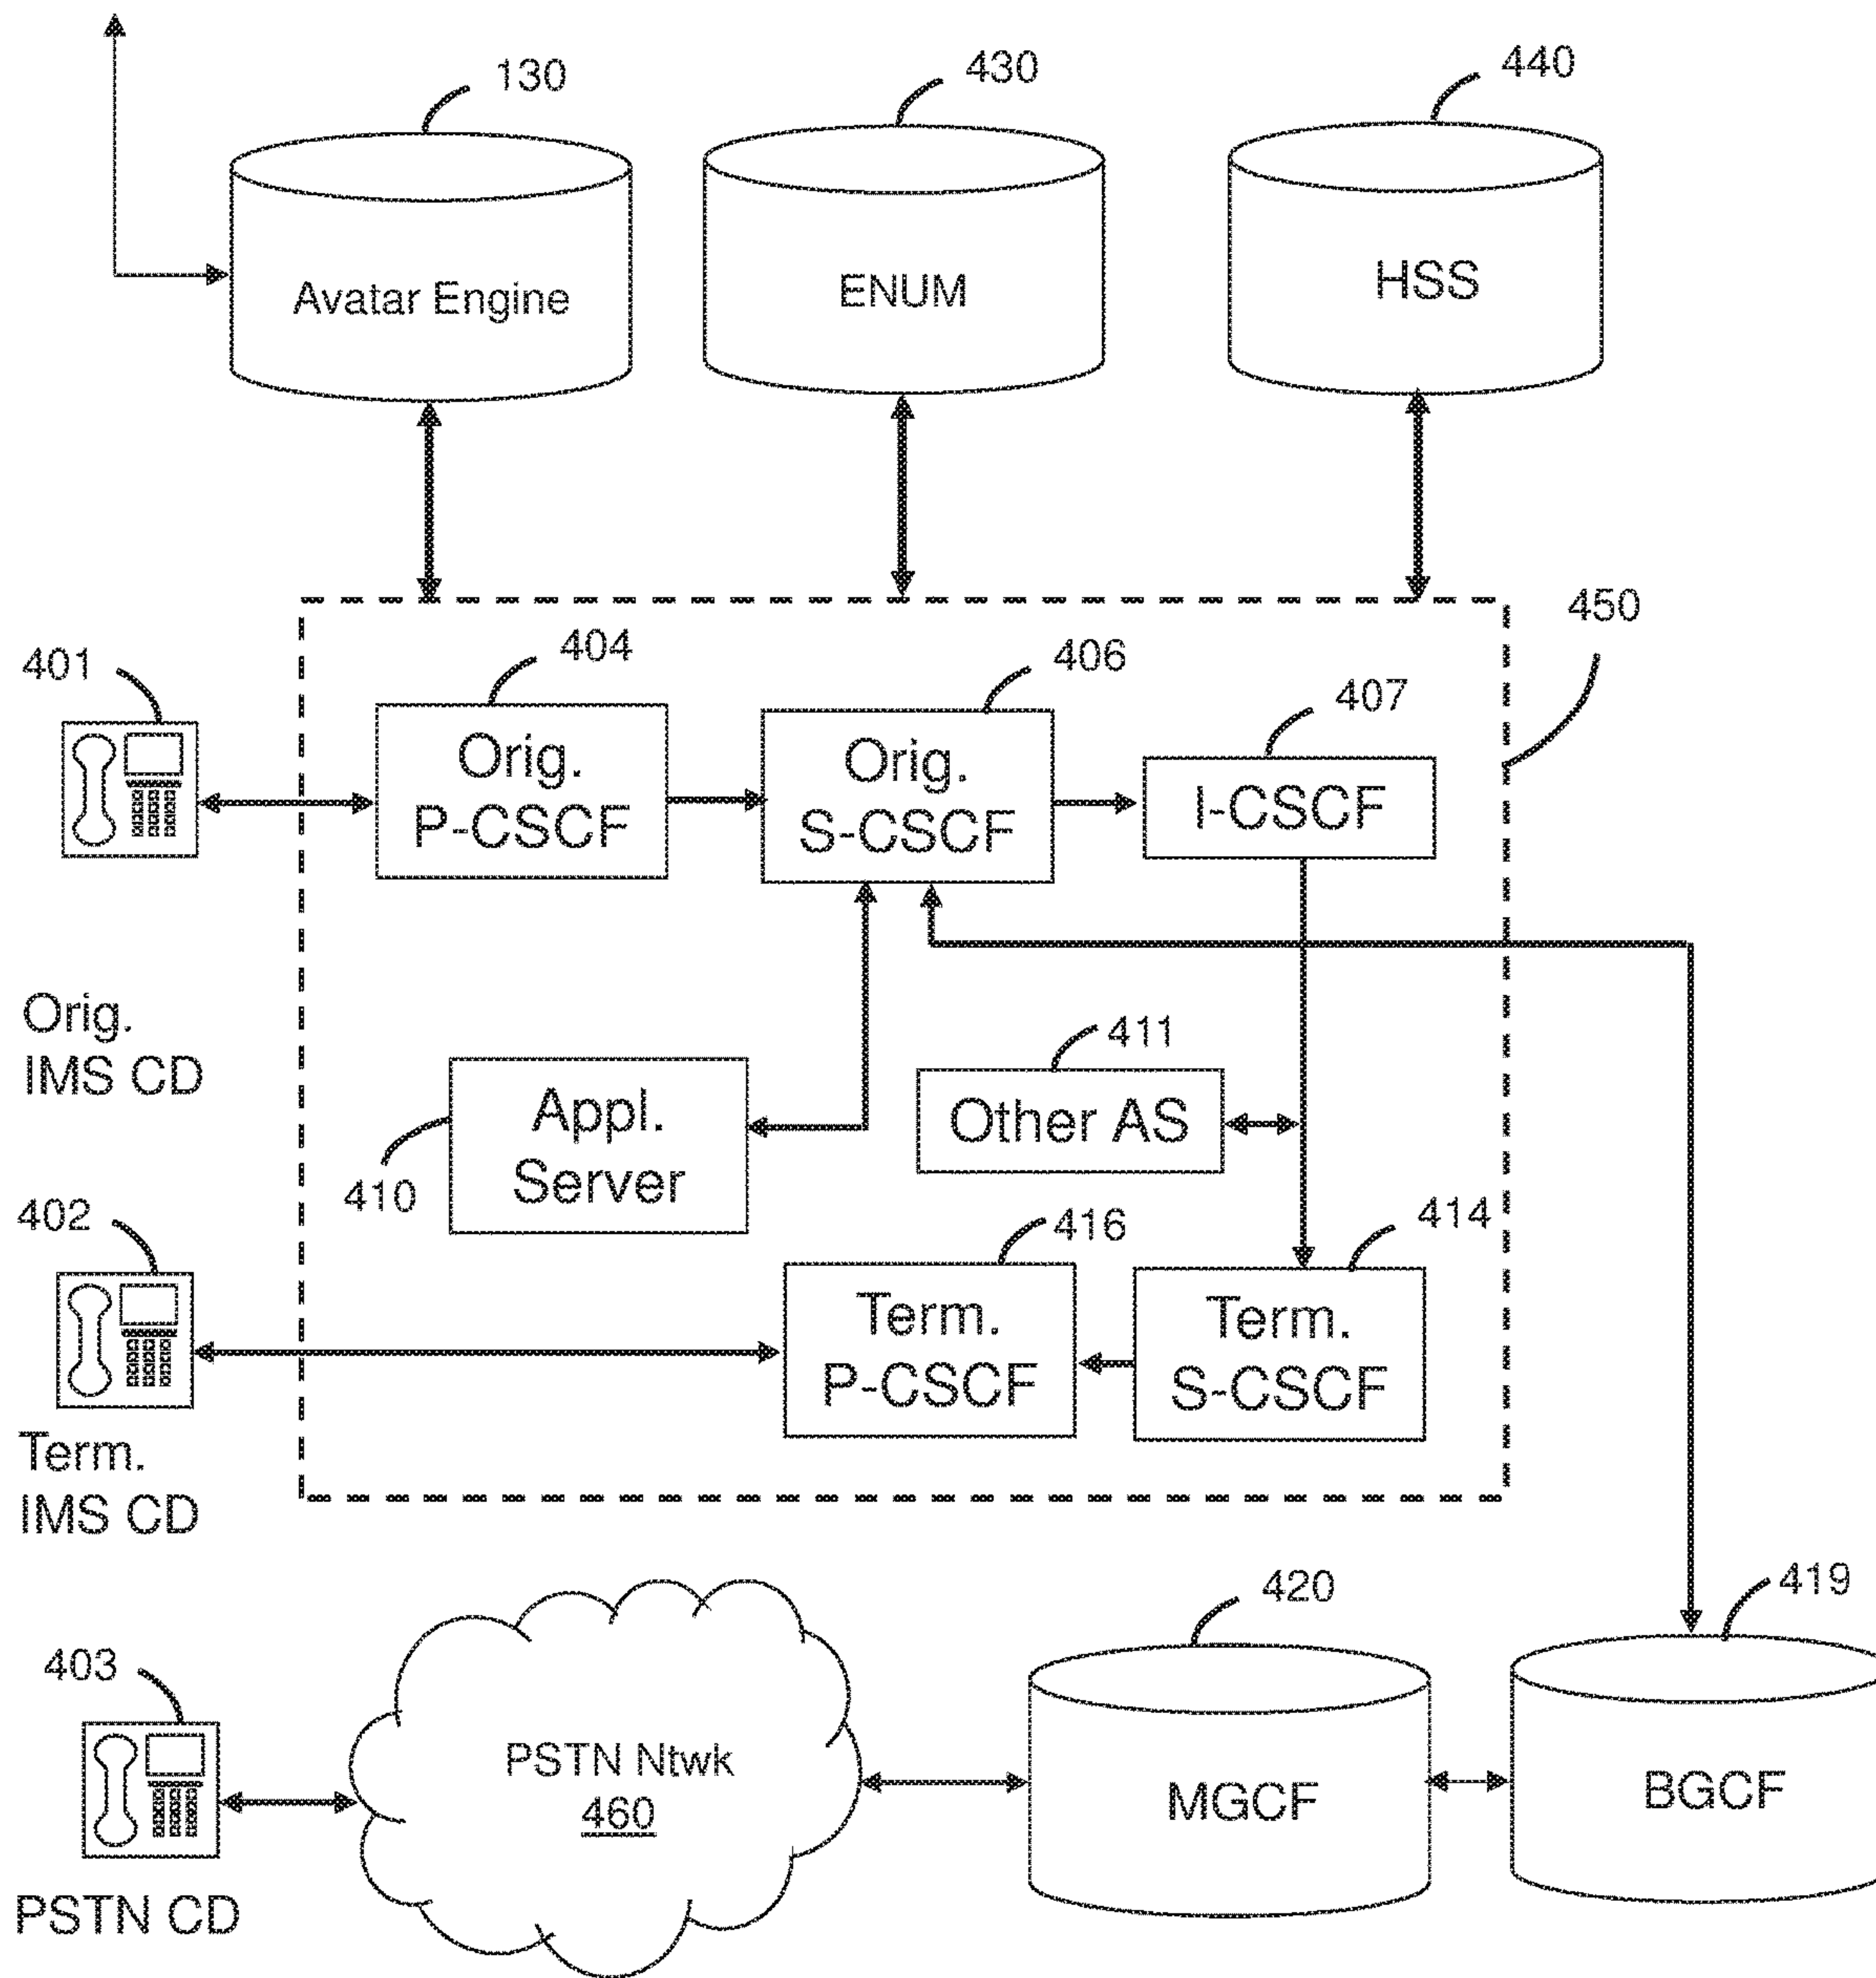 130
430
440
Avatar Engine
ENUM
HSS
450
401
404
406
407
Orig.
P-CSCF
Orig.
S-CSCF
I-CSCF
Orig.
IMS CD
411
Other AS
Appl.
Server
410
402
416
414
Term.
P-CSCF
Term.
S-CSCF
Term.
IMS CD
420
419
403
PSTN Ntwk
460
MGCF
BGCF
PSTN CD